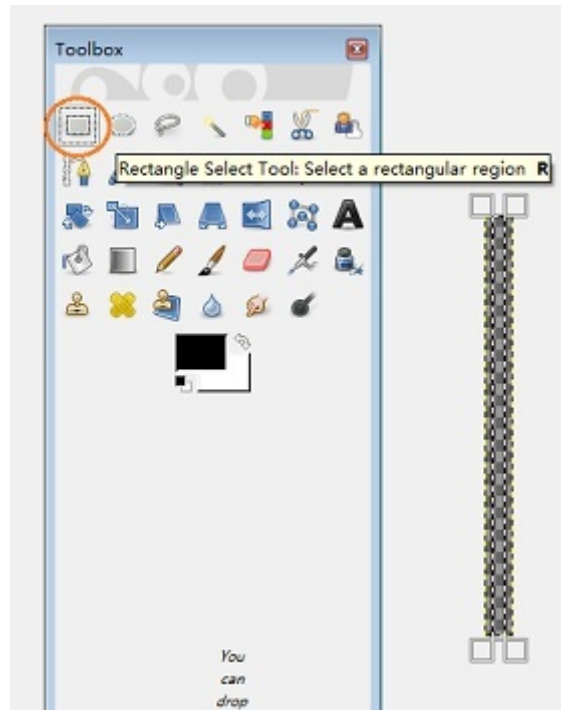 Toolbox
Rectangle Select Tool: Select a rectangular region R
You
can
drop